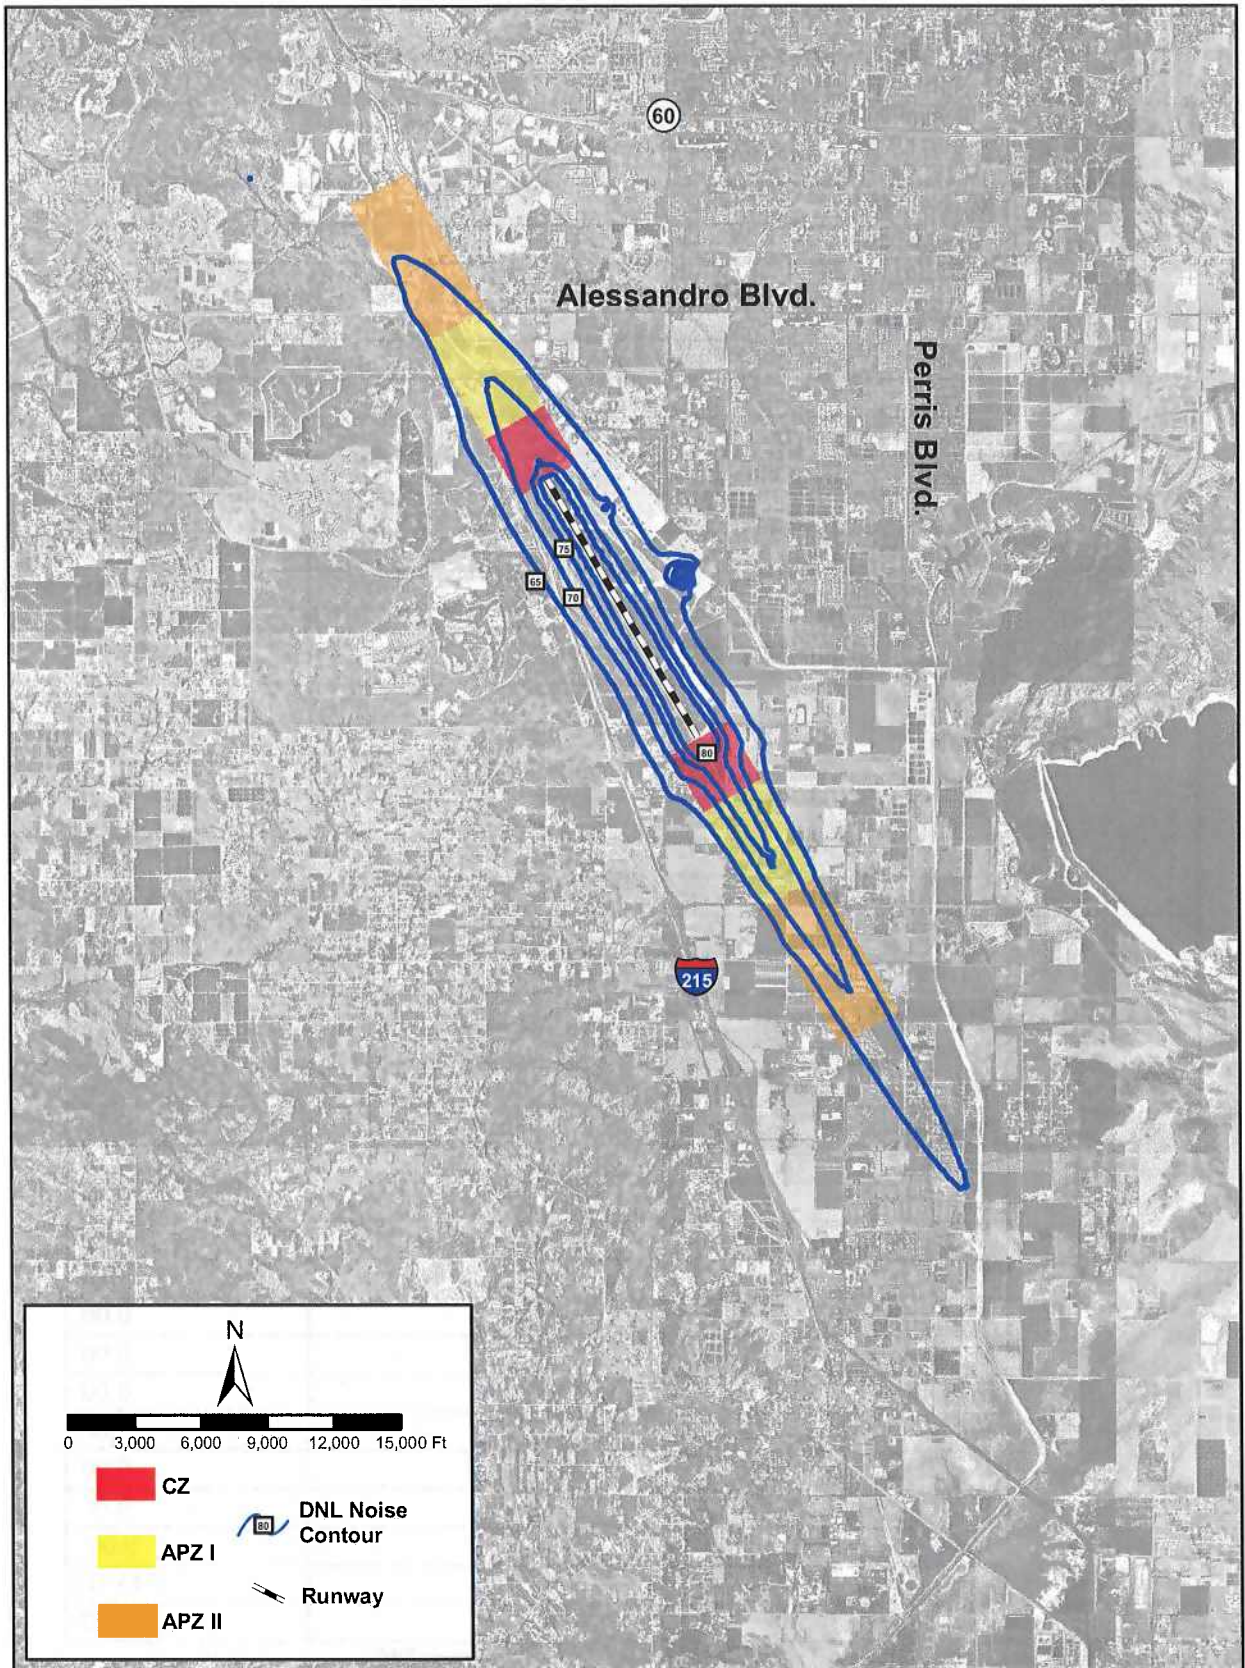 60
Alessandro Blvd.
Perris Blvd.
75
65
70
80
215
N
0 3,000 6,000 9,000 12,000 15,000 Ft
CZ
80
DNL Noise
Contour
APZ I
Runway
APZ II